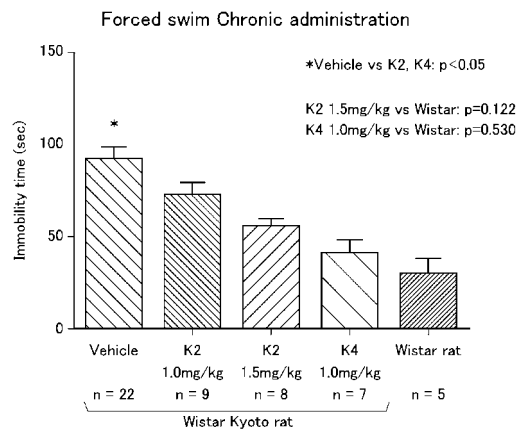 Forced swim Chronic administration
Immobility time (sec)
150
100
50
0
*Vehicle vs K2, K4: p<0.05
K2 1.5mg/kg vs Wistar: p=0.122
K4 1.0mg/kg vs Wistar: p=0.530
*
Vehicle K2 K2 K4 Wistar rat
1.0mg/kg 1.5mg/kg 1.0mg/kg
n = 22 n = 9 n = 8 n = 7 n = 5
Wistar Kyoto rat